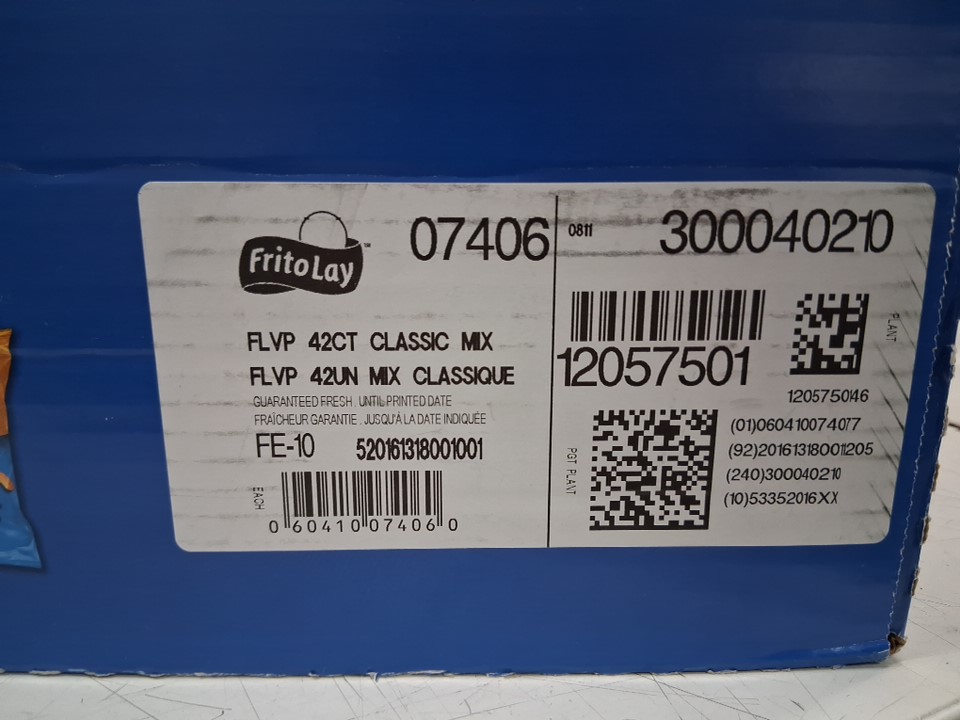 FritoLay™
07406
FLVP 42CT CLASSIC MIX
FLVP 42UN MIX CLASSIQUE
GUARANTEED FRESH . UNTIL PRINTED DATE
FRAÎCHEUR GARANTIE . JUSQU'À LA DATE INDIQUÉE
FE-10 520161318001001
EACH
0 60410 07406 0
0811 300040210
12057501
PLANT
1205750146
PGT PLANT
(01)060410074077
(92)20161318001205
(240)300040210
(10)53352016XX